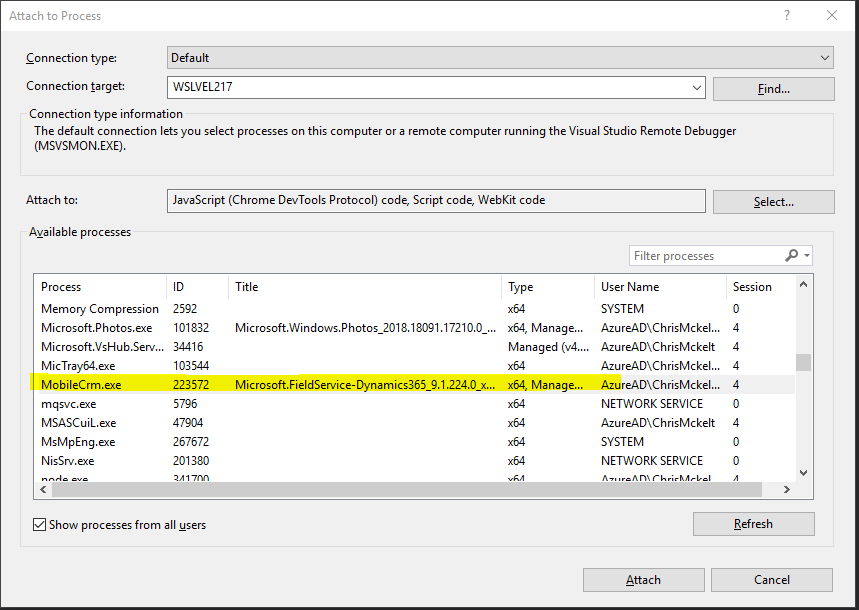 Attach to Process
?
Connection type: Default
Connection target: WSLVEL217 Find...
Connection type information
The default connection lets you select processes on this computer or a remote computer running the Visual Studio Remote Debugger
(MSVSMON.EXE).
Attach to: JavaScript (Chrome DevTools Protocol) code, Script code, WebKit code Select...
Available processes
Filter processes
Process ID Title Type User Name Session
Memory Compression 2592 x64 SYSTEM 0
Microsoft.Photos.exe 101832 Microsoft.Windows.Photos_2018.18091.17210.0_... x64, Manage... AzureAD\ChrisMckel... 4
Microsoft.VsHub.Serv... 34416 Managed (v4.... AzureAD\ChrisMckelt 4
MicTray64.exe 103544 x64 AzureAD\ChrisMckel... 4
MobileCrm.exe 223572 Microsoft.FieldService-Dynamics365_9.1.224.0_x... x64, Manage... AzureAD\ChrisMckel... 4
mqsvc.exe 5796 x64 NETWORK SERVICE 0
MSASCuiL.exe 47904 x64 AzureAD\ChrisMckelt 4
MsMpEng.exe 267672 x64 SYSTEM 0
NisSrv.exe 201380 x64 NETWORK SERVICE 0
node.exe 341700 x64 AzureAD\ChrisMckel... 4
Show processes from all users
Refresh
Attach Cancel